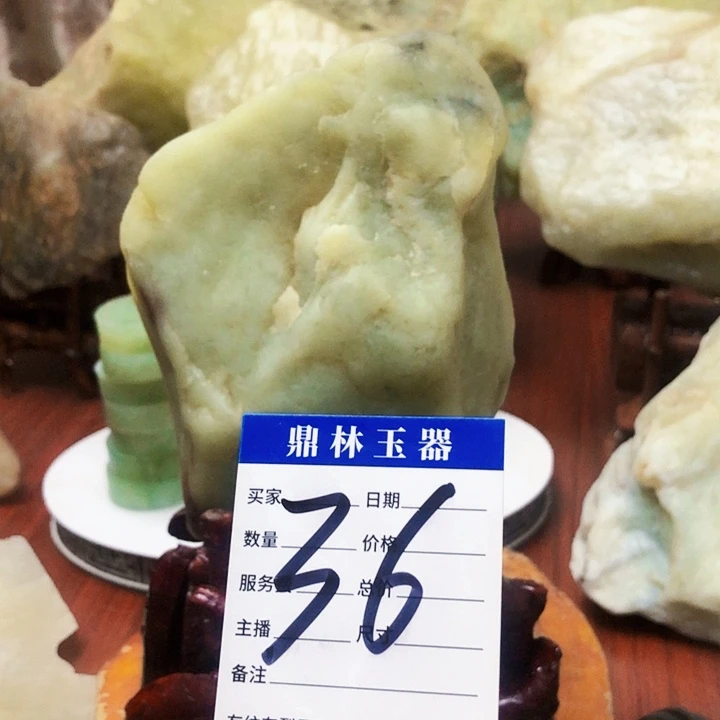 鼎林玉器
买家 日期
数量 价格
服务 总价
主播 尺寸
备注
36